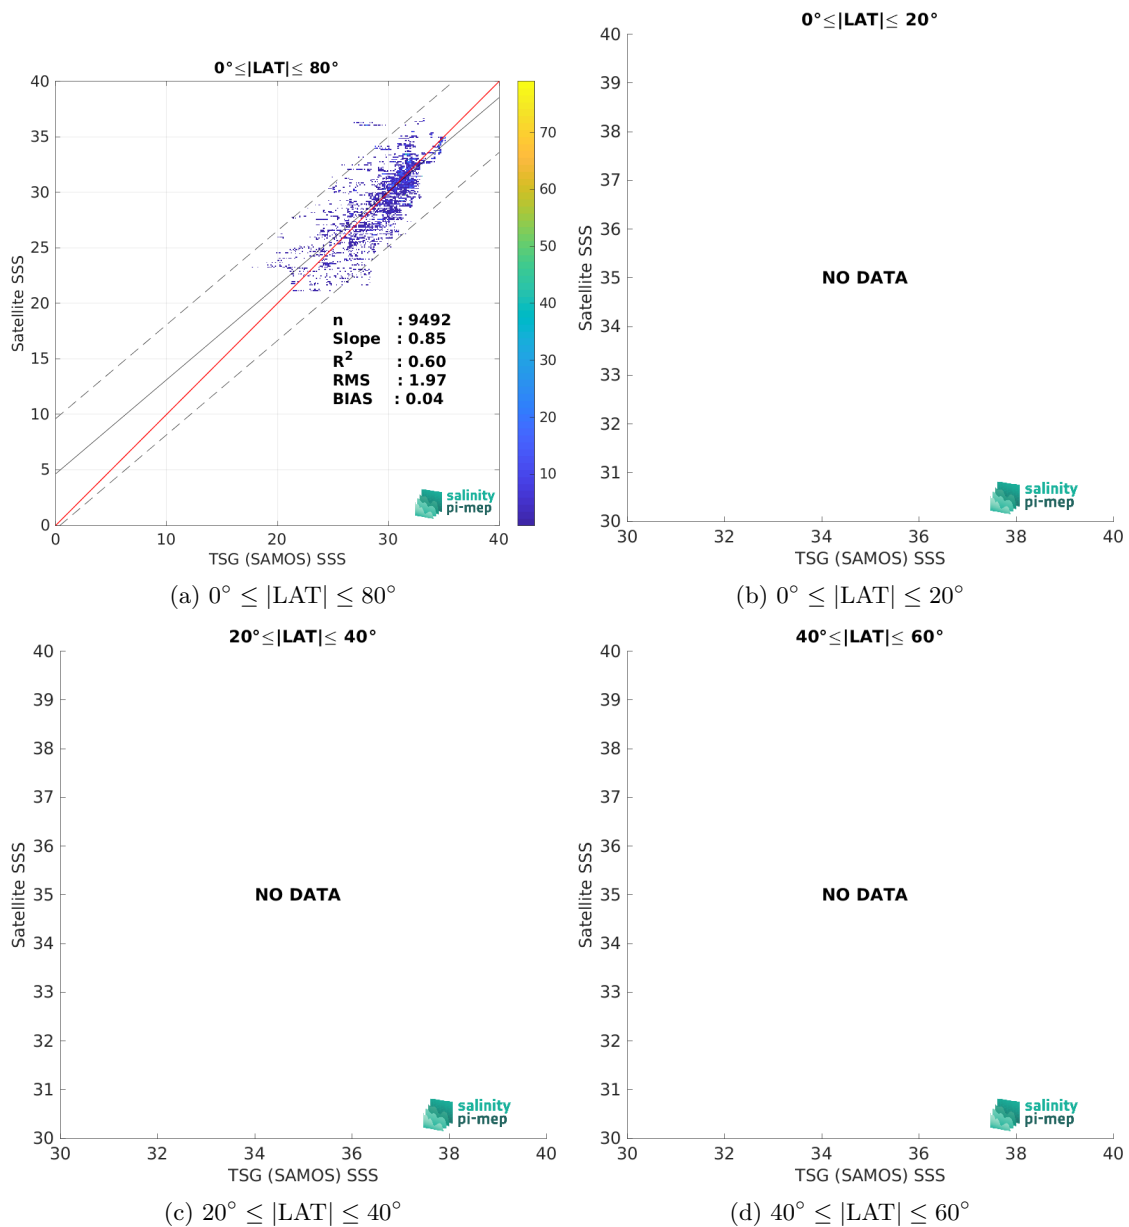 0°≤|LAT|≤ 80°
40
35
30
25
20
15
10
5
0
0
10
20
30
40
Satellite SSS
TSG (SAMOS) SSS
n : 9492
Slope : 0.85
R² : 0.60
RMS : 1.97
BIAS : 0.04
salinity
pi-mep
70
60
50
40
30
20
10
(a) 0° ≤ |LAT| ≤ 80°
0°≤|LAT|≤ 20°
40
39
38
37
36
35
34
33
32
31
30
30
32
34
36
38
40
Satellite SSS
TSG (SAMOS) SSS
NO DATA
salinity
pi-mep
(b) 0° ≤ |LAT| ≤ 20°
20°≤|LAT|≤ 40°
40
39
38
37
36
35
34
33
32
31
30
30
32
34
36
38
40
Satellite SSS
TSG (SAMOS) SSS
NO DATA
salinity
pi-mep
(c) 20° ≤ |LAT| ≤ 40°
40°≤|LAT|≤ 60°
40
39
38
37
36
35
34
33
32
31
30
30
32
34
36
38
40
Satellite SSS
TSG (SAMOS) SSS
NO DATA
salinity
pi-mep
(d) 40° ≤ |LAT| ≤ 60°